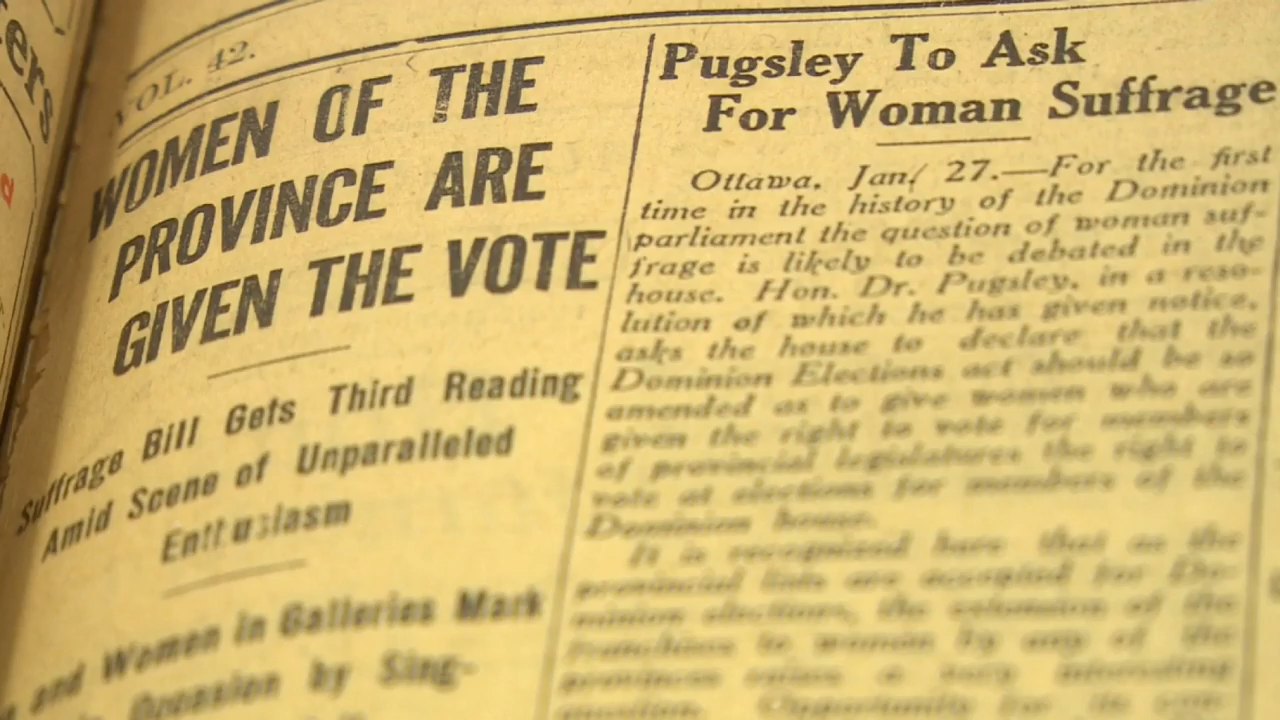 ers
VOL. 42.
WOMEN OF THE
PROVINCE ARE
GIVEN THE VOTE
Suffrage Bill Gets Third Reading
Amid Scene of Unparalleled
Enthusiasm
and Women in Galleries Mark
Occasion by Sing-
Pugsley To Ask
For Woman Suffrage
Ottawa, Jan. 27.—For the first
time in the history of the Dominion
parliament the question of woman suf-
frage is likely to be debated in the
house. Hon. Dr. Pugsley, in a reso-
lution of which he has given notice,
asks the house to declare that the
Dominion Elections act should be so
amended as to give women who are
given the right to vote for members
of provincial legislatures the right to
vote at elections for members of the
Dominion house.
It is recognized here that as the
provincial lists are accepted for Do-
minion elections, the extension of the
franchise to women by any of the
provinces raises a very interesting
question. Opportunity for its